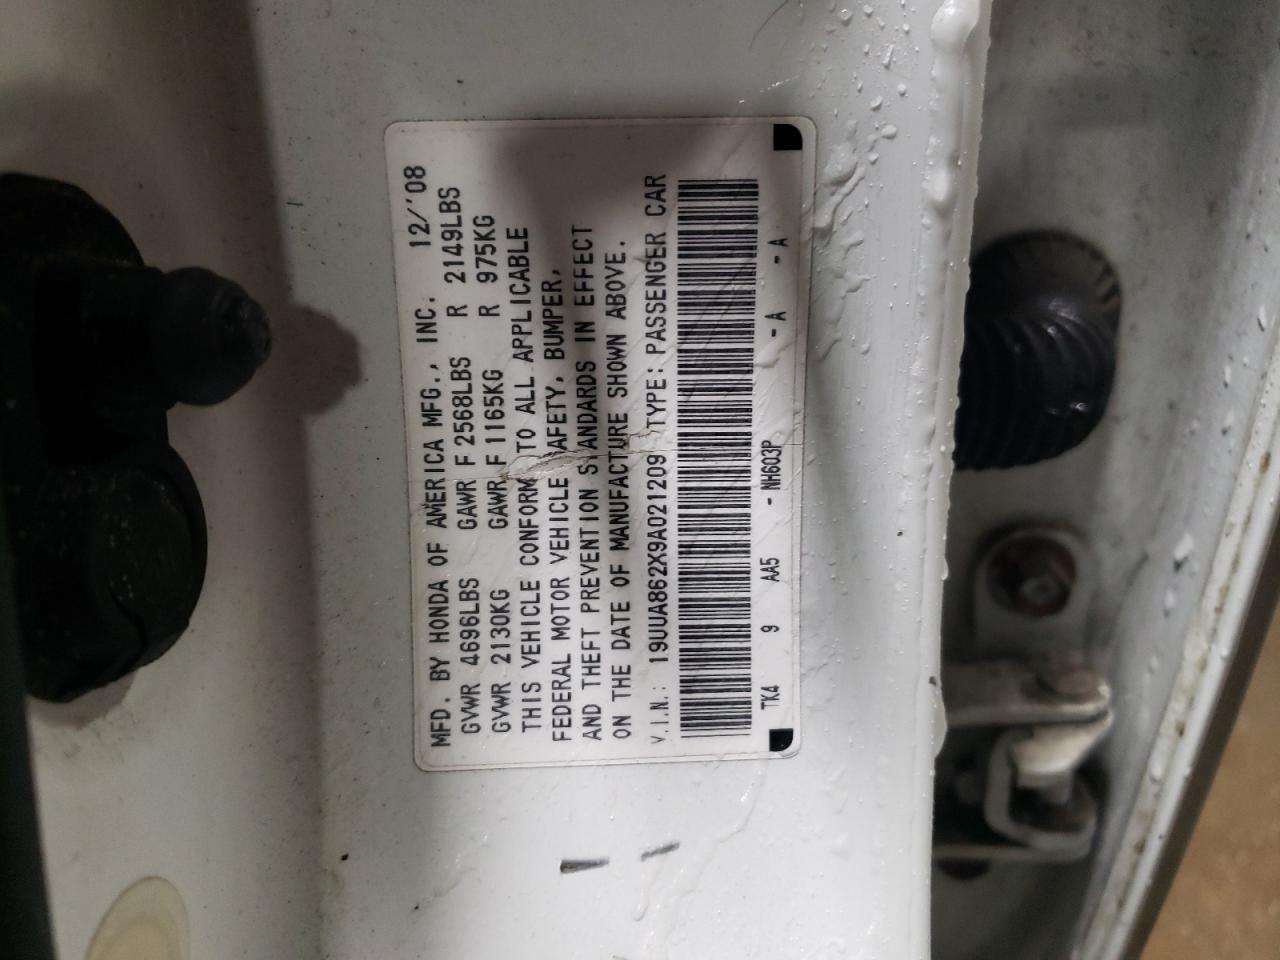 MFD. BY HONDA OF AMERICA MFG., INC. 12/'08
GVWR 4696LBS GAWR F 2568LBS R 2149LBS
GVWR 2130KG GAWR F 1165KG R 975KG
THIS VEHICLE CONFORM TO ALL APPLICABLE
FEDERAL MOTOR VEHICLE SAFETY, BUMPER,
AND THEFT PREVENTION STANDARDS IN EFFECT
ON THE DATE OF MANUFACTURE SHOWN ABOVE.
V.I.N.: 19UUA862X9A021209 TYPE: PASSENGER CAR
TK4 9 AA5 - NH603P - A - A